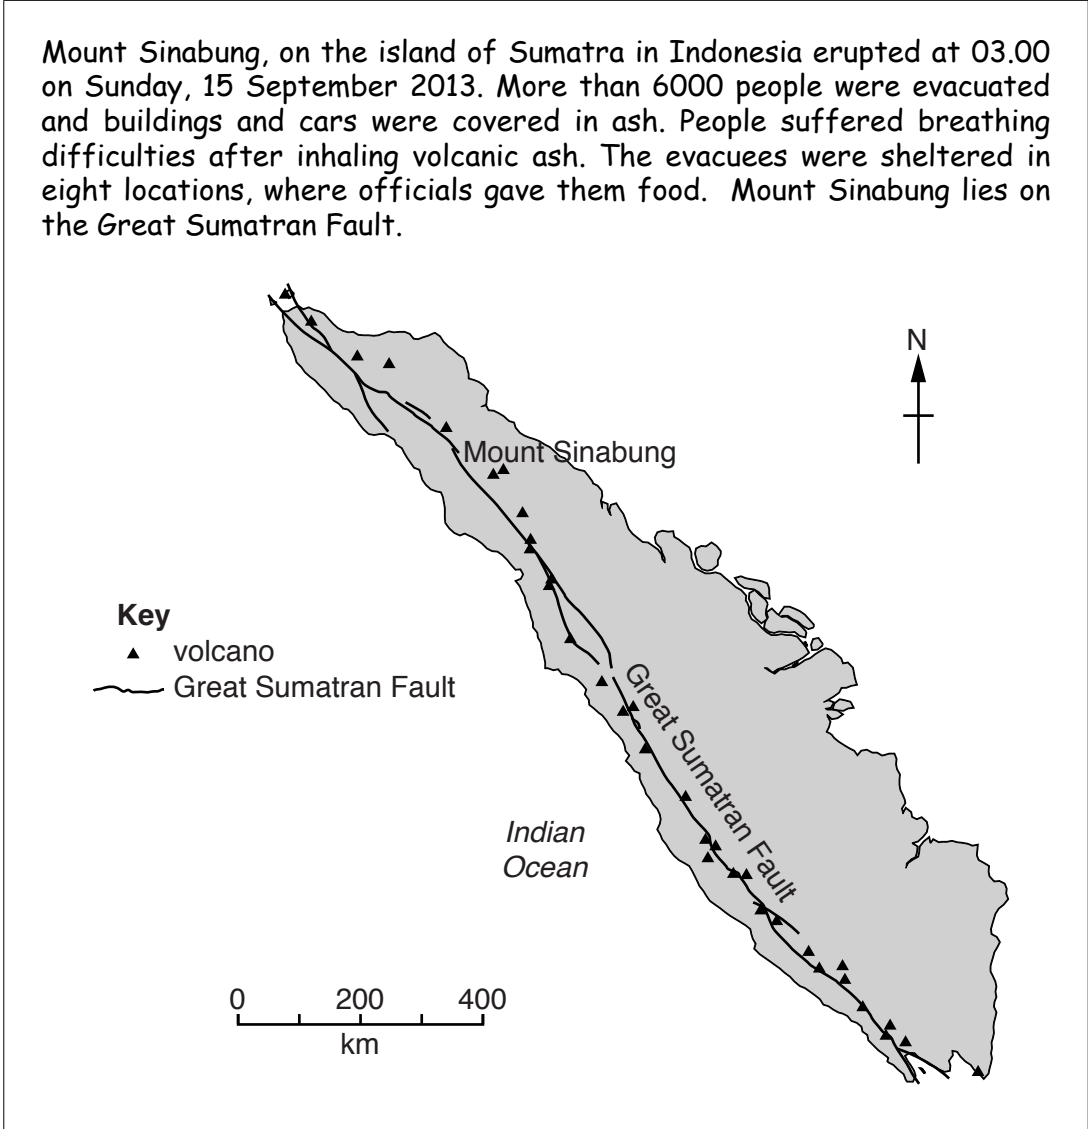 Mount Sinabung, on the island of Sumatra in Indonesia erupted at 03.00
on Sunday, 15 September 2013. More than 6000 people were evacuated
and buildings and cars were covered in ash. People suffered breathing
difficulties after inhaling volcanic ash. The evacuees were sheltered in
eight locations, where officials gave them food. Mount Sinabung lies on
the Great Sumatran Fault.
N
Mount Sinabung
Key
volcano
Great Sumatran Fault
Great Sumatran Fault
Indian
Ocean
0 200 400
km